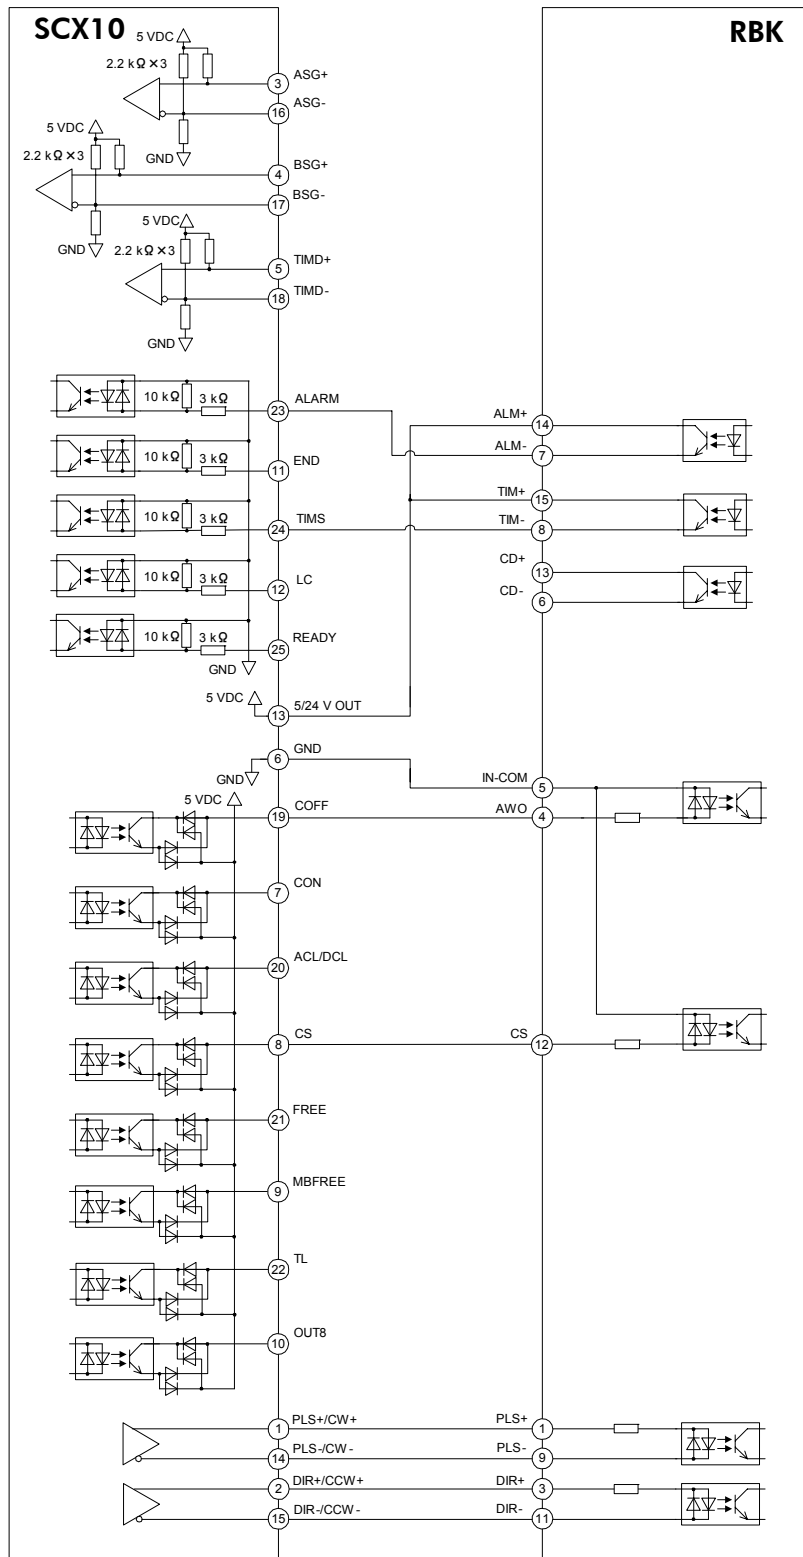 SCX10
RBK
5 VDC
2.2 kΩ×3
3
ASG+
16
ASG-
GND
5 VDC
2.2 kΩ×3
4
BSG+
17
BSG-
GND
5 VDC
2.2 kΩ×3
5
TIMD+
18
TIMD-
GND
10 kΩ
3 kΩ
23
ALARM
10 kΩ
3 kΩ
11
END
10 kΩ
3 kΩ
24
TIMS
10 kΩ
3 kΩ
12
LC
10 kΩ
3 kΩ
25
READY
GND
5 VDC
13
5/24 V OUT
6
GND
GND
5 VDC
19
COFF
7
CON
20
ACL/DCL
8
CS
21
FREE
9
MBFREE
22
TL
10
OUT8
1
PLS+/CW+
14
PLS-/CW-
2
DIR+/CCW+
15
DIR-/CCW-
ALM+
14
ALM-
7
TIM+
15
TIM-
8
CD+
13
CD-
6
IN-COM
5
AWO
4
CS
12
PLS+
1
PLS-
9
DIR+
3
DIR-
11